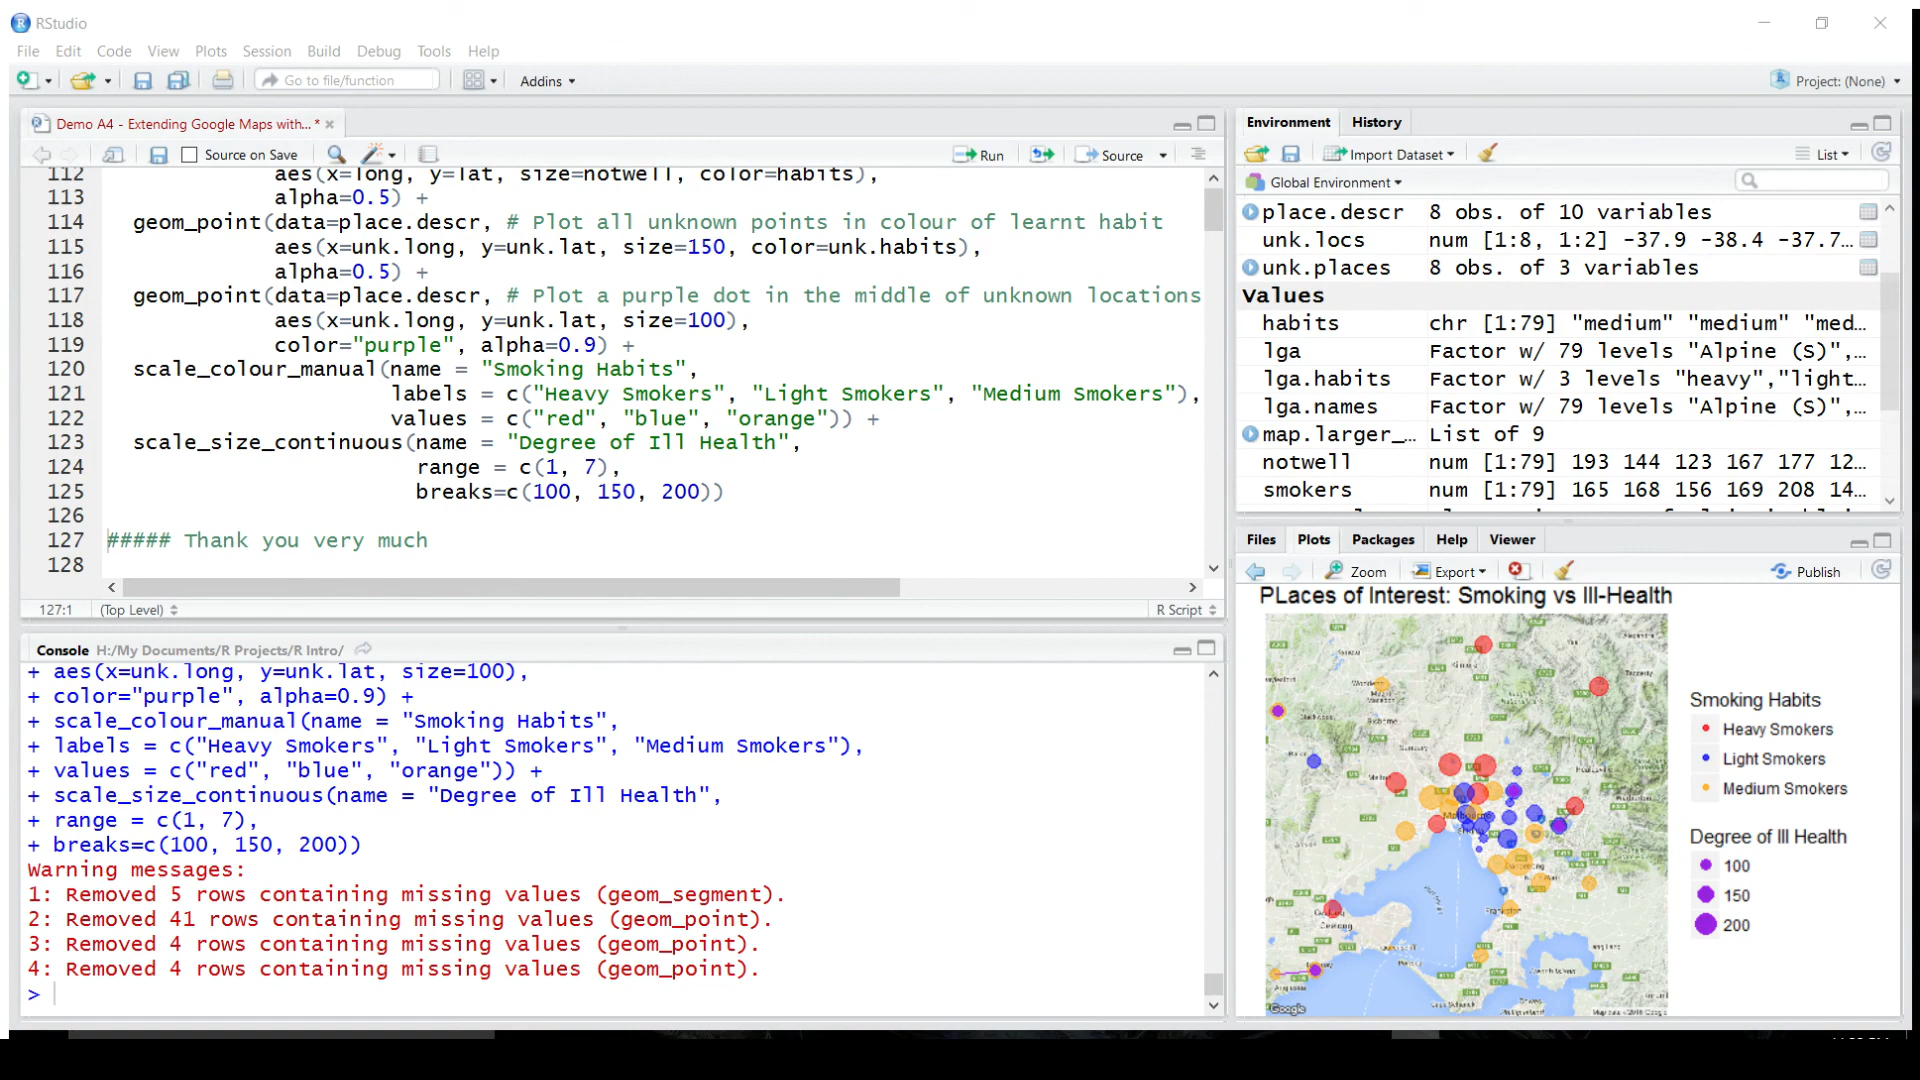 RStudio
File Edit Code View Plots Session Build Debug Tools Help
Go to file/function Addins Project: (None)
Demo A4 - Extending Google Maps with... *
Source on Save Run Source
112 aes(x=long, y=lat, size=notwell, color=habits),
113 alpha=0.5) +
114 geom_point(data=place.descr, # Plot all unknown points in colour of learnt habit
115 aes(x=unk.long, y=unk.lat, size=150, color=unk.habits),
116 alpha=0.5) +
117 geom_point(data=place.descr, # Plot a purple dot in the middle of unknown locations
118 aes(x=unk.long, y=unk.lat, size=100),
119 color="purple", alpha=0.9) +
120 scale_colour_manual(name = "Smoking Habits",
121 labels = c("Heavy Smokers", "Light Smokers", "Medium Smokers"),
122 values = c("red", "blue", "orange")) +
123 scale_size_continuous(name = "Degree of Ill Health",
124 range = c(1, 7),
125 breaks=c(100, 150, 200))
126
127 ##### Thank you very much
128
127:1 (Top Level) R Script
Console H:/My Documents/R Projects/R Intro/
+ aes(x=unk.long, y=unk.lat, size=100),
+ color="purple", alpha=0.9) +
+ scale_colour_manual(name = "Smoking Habits",
+ labels = c("Heavy Smokers", "Light Smokers", "Medium Smokers"),
+ values = c("red", "blue", "orange")) +
+ scale_size_continuous(name = "Degree of Ill Health",
+ range = c(1, 7),
+ breaks=c(100, 150, 200))
Warning messages:
1: Removed 5 rows containing missing values (geom_segment).
2: Removed 41 rows containing missing values (geom_point).
3: Removed 4 rows containing missing values (geom_point).
4: Removed 4 rows containing missing values (geom_point).
>
Environment History
Import Dataset List
Global Environment
place.descr 8 obs. of 10 variables
unk.locs num [1:8, 1:2] -37.9 -38.4 -37.7...
unk.places 8 obs. of 3 variables
Values
habits chr [1:79] "medium" "medium" "med...
lga Factor w/ 79 levels "Alpine (S)",...
lga.habits Factor w/ 3 levels "heavy","light...
lga.names Factor w/ 79 levels "Alpine (S)",...
map.larger_... List of 9
notwell num [1:79] 193 144 123 167 177 12...
smokers num [1:79] 165 168 156 169 208 14...
Files Plots Packages Help Viewer
Zoom Export Publish
PLaces of Interest: Smoking vs Ill-Health
Smoking Habits
Heavy Smokers
Light Smokers
Medium Smokers
Degree of Ill Health
100
150
200
Melbourne
Frankston
Geelong
Google